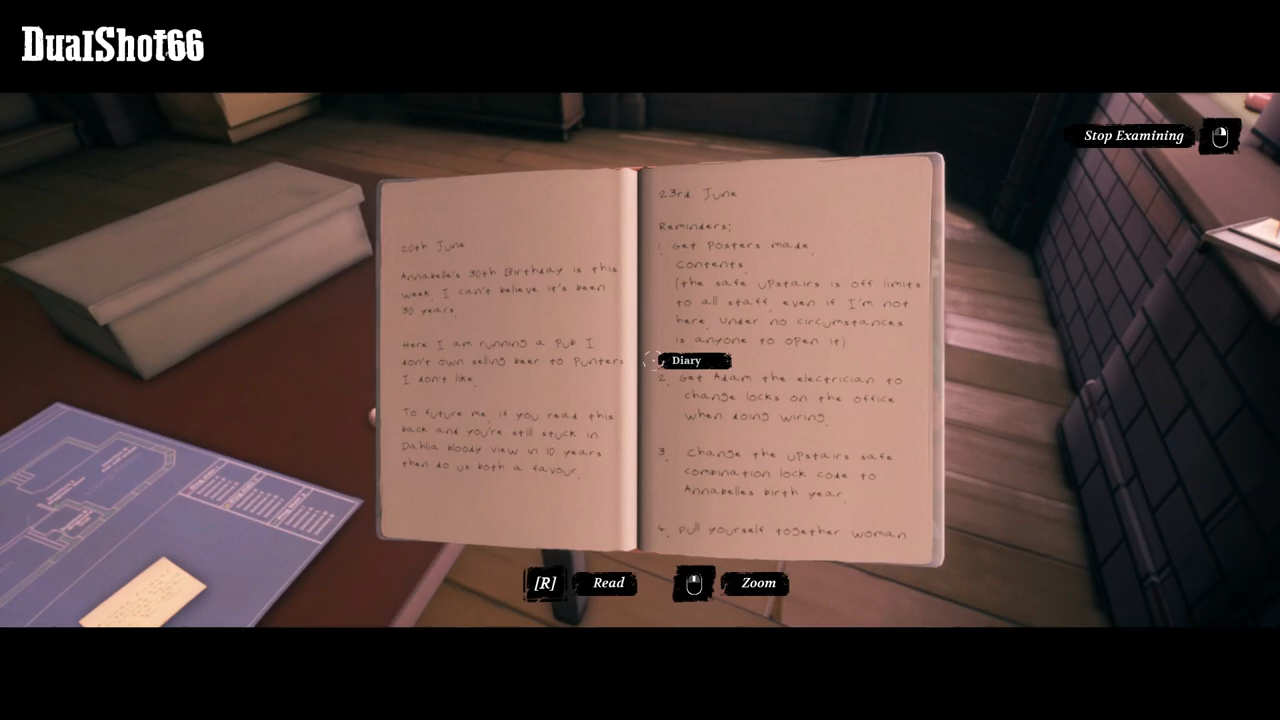 DualShot66
Stop Examining
20th June
Annabelle's 30th Birthday is this
week. I can't believe it's been
30 years.
Here I am running a pub I
don't own selling beer to punters
I don't like.
To future me, if you read this
back and you're still stuck in
Dahlia bloody view in 10 years
then do us both a favour.
23rd June
Reminders:
1. Get Posters made.
Contents.
(the safe upstairs is off limits
to all staff, even if I'm not
here. Under no circumstances
is anyone to open it)
Diary
2. Get Adam the electrician to
change locks on the office
when doing wiring.
3. Change the upstairs safe
combination lock code to
Annabelles birth year.
4. Pull yourself together woman
[R] Read
Zoom